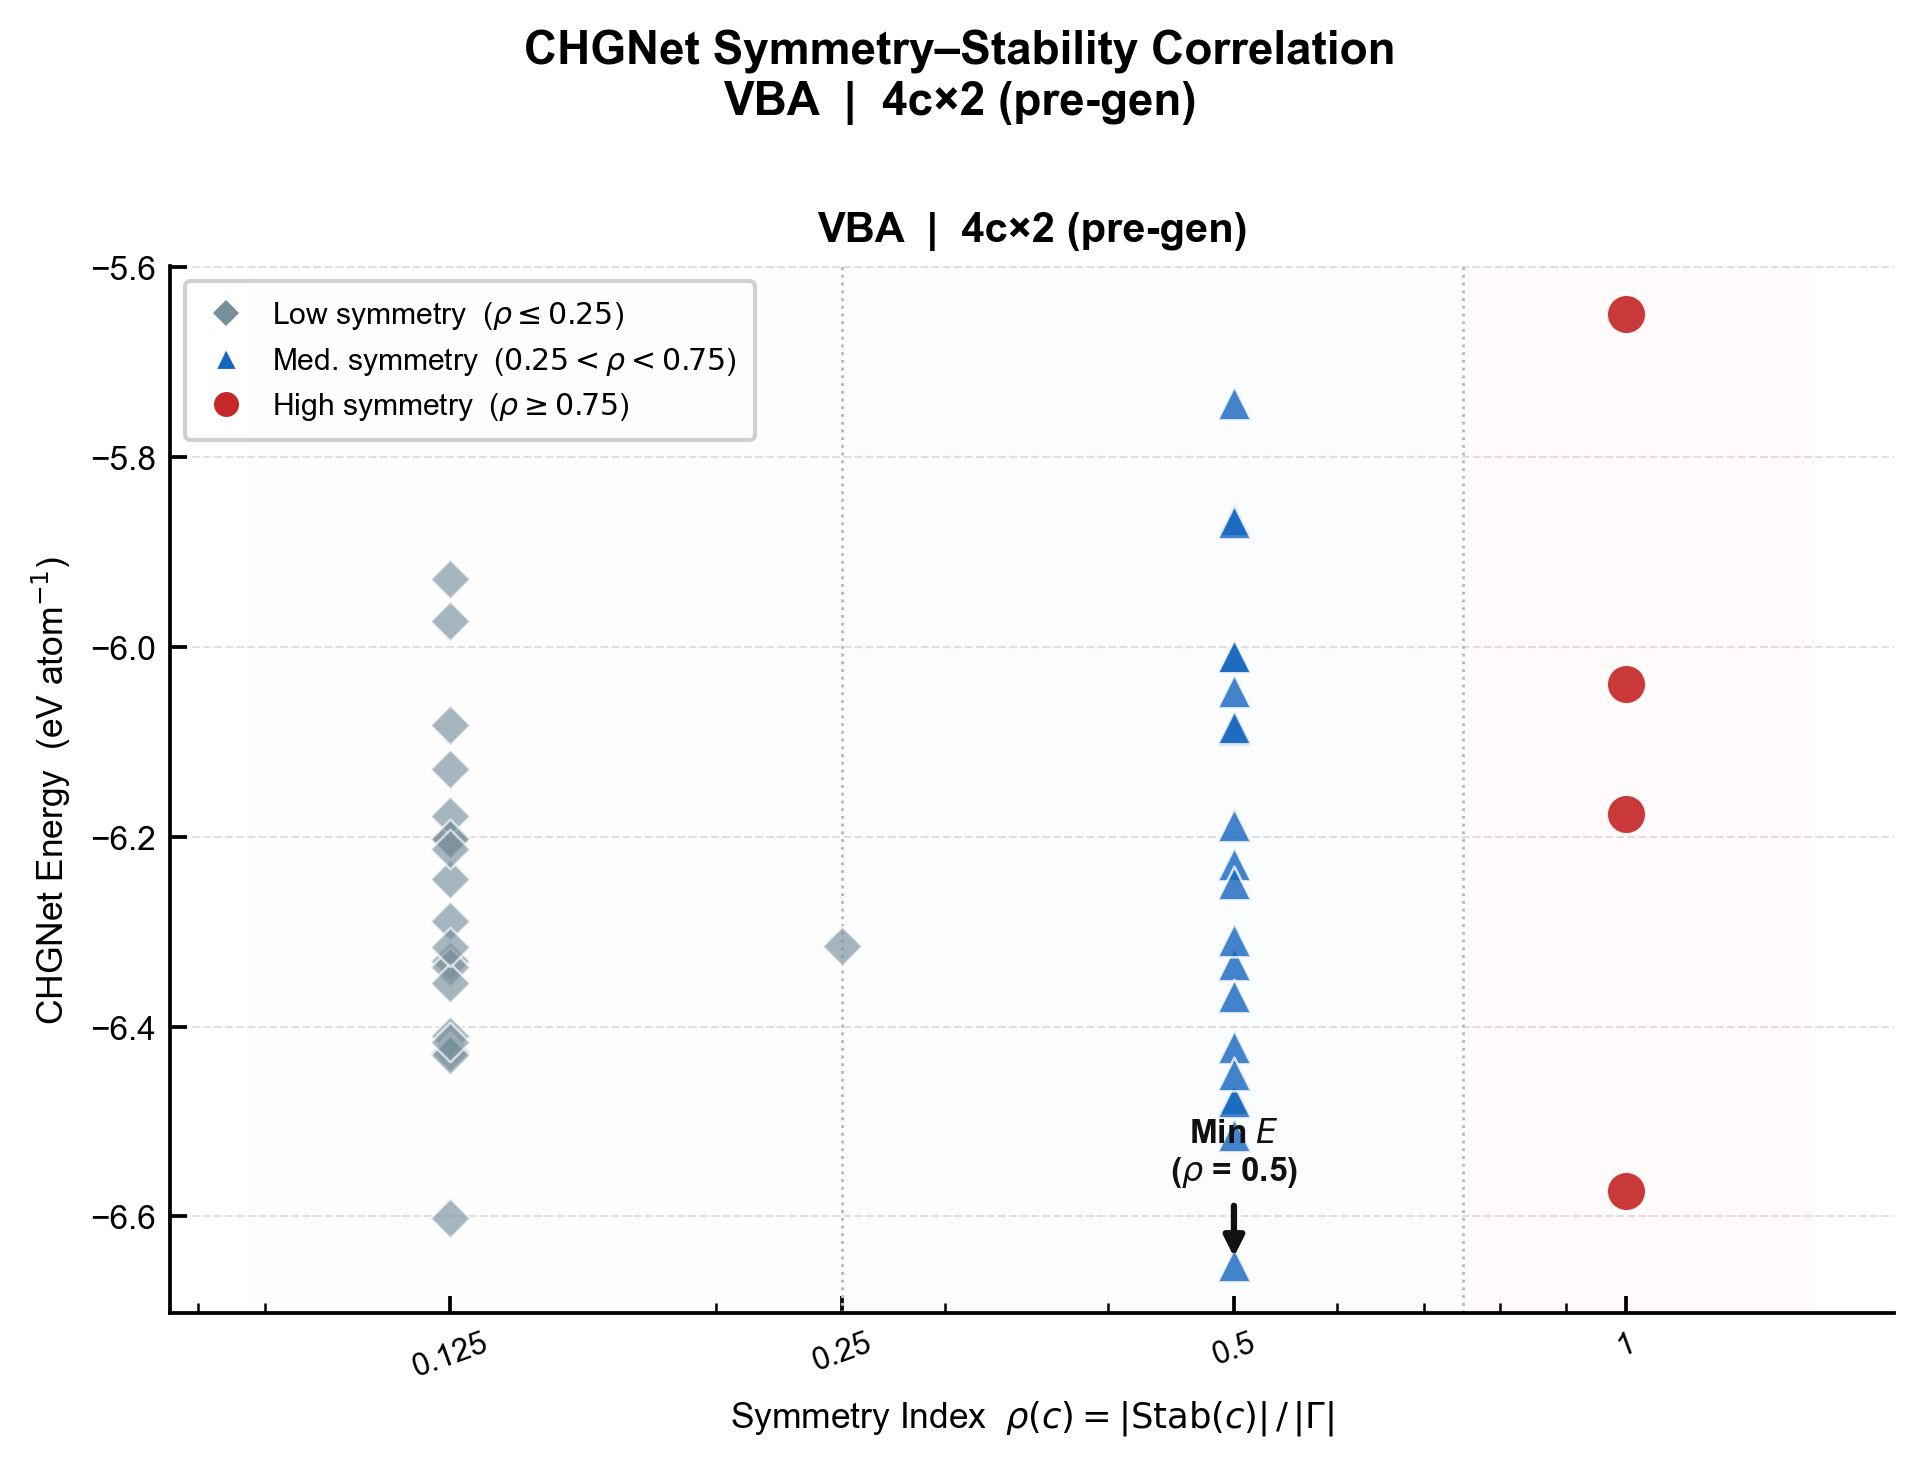 CHGNet Symmetry–Stability Correlation
VBA | 4c×2 (pre-gen)
VBA | 4c×2 (pre-gen)
Low symmetry (ρ ≤ 0.25)
Med. symmetry (0.25 < ρ < 0.75)
High symmetry (ρ ≥ 0.75)
CHGNet Energy (eV atom⁻¹)
−5.6
−5.8
−6.0
−6.2
−6.4
−6.6
Min E
(ρ = 0.5)
0.125
0.25
0.5
1
Symmetry Index ρ(c) = |Stab(c)| / |Γ|